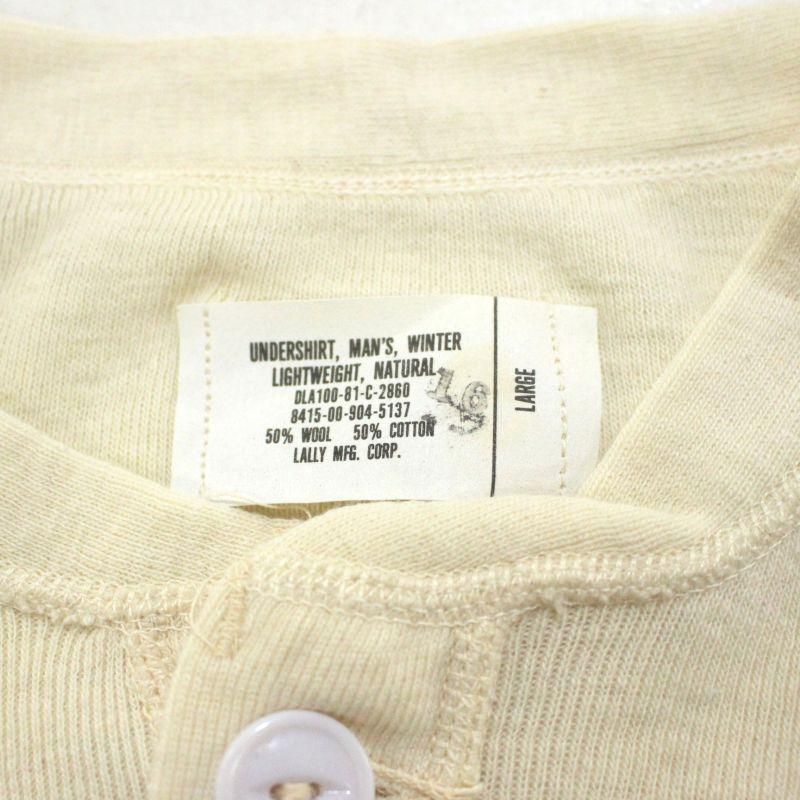 UNDERSHIRT, MAN'S, WINTER
LIGHTWEIGHT, NATURAL
DLA100-81-C-2860
8415-00-904-5137
50% WOOL 50% COTTON
LALLY MFG. CORP.
LARGE